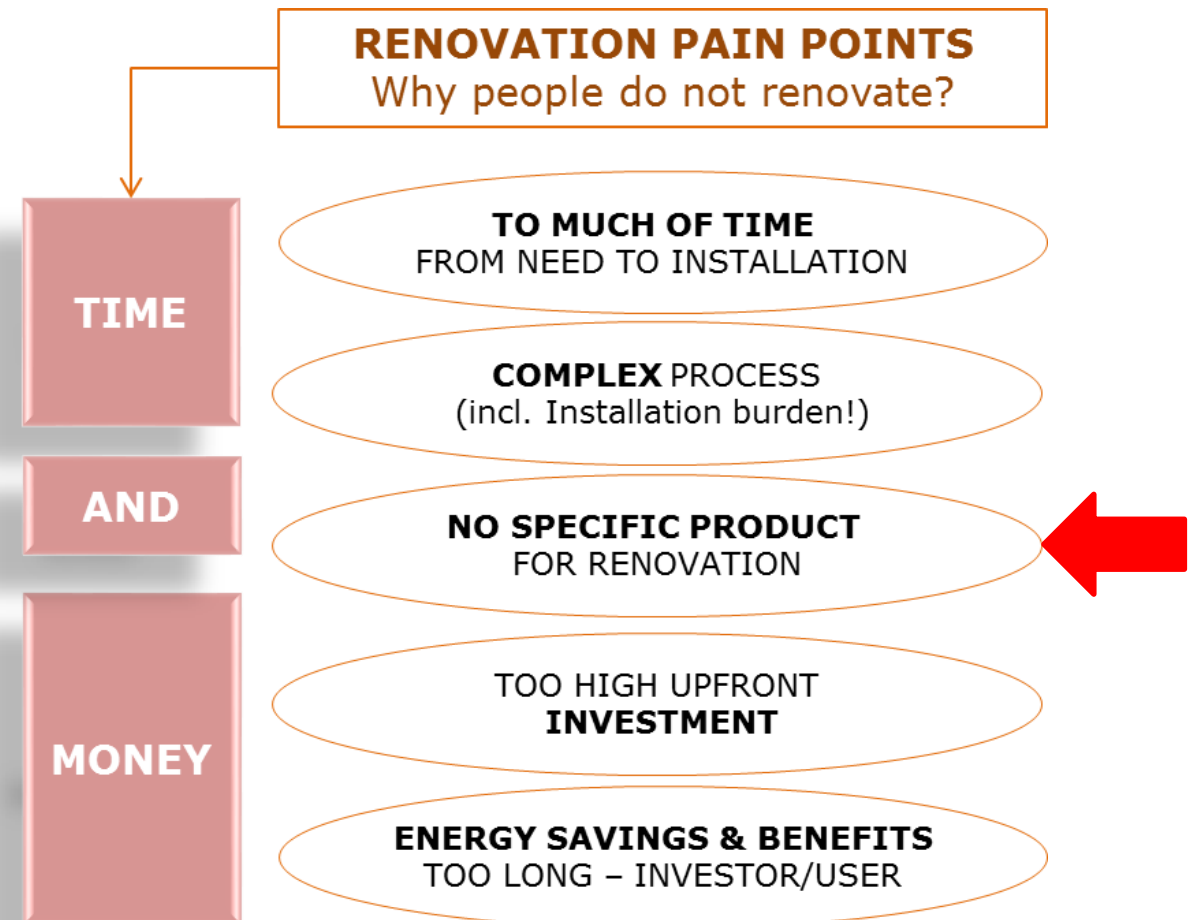 RENOVATION PAIN POINTS
Why people do not renovate?
TIME
TO MUCH OF TIME
FROM NEED TO INSTALLATION
COMPLEX PROCESS
(incl. Installation burden!)
AND
NO SPECIFIC PRODUCT
FOR RENOVATION
MONEY
TOO HIGH UPFRONT
INVESTMENT
ENERGY SAVINGS & BENEFITS
TOO LONG – INVESTOR/USER